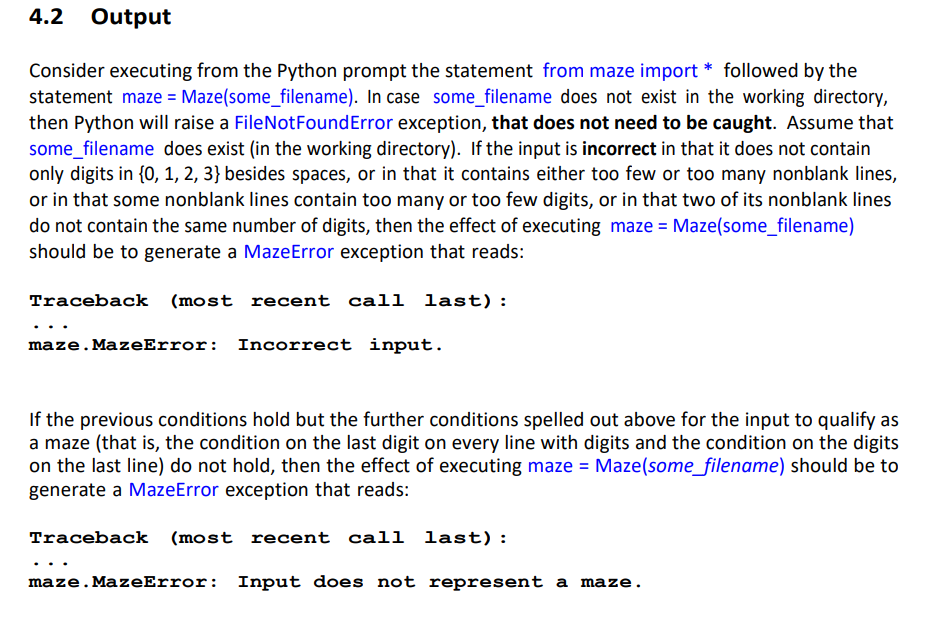 4.2 Output
Consider executing from the Python prompt the statement from maze import * followed by the
statement maze = Maze(some_filename). In case some_filename does not exist in the working directory,
then Python will raise a FileNotFoundError exception, that does not need to be caught. Assume that
some_filename does exist (in the working directory). If the input is incorrect in that it does not contain
only digits in {0, 1, 2, 3} besides spaces, or in that it contains either too few or too many nonblank lines,
or in that some nonblank lines contain too many or too few digits, or in that two of its nonblank lines
do not contain the same number of digits, then the effect of executing maze = Maze(some_filename)
should be to generate a MazeError exception that reads:
Traceback (most recent call last):
...
maze.MazeError: Incorrect input.
If the previous conditions hold but the further conditions spelled out above for the input to qualify as
a maze (that is, the condition on the last digit on every line with digits and the condition on the digits
on the last line) do not hold, then the effect of executing maze = Maze(some_filename) should be to
generate a MazeError exception that reads:
Traceback (most recent call last):
...
maze.MazeError: Input does not represent a maze.